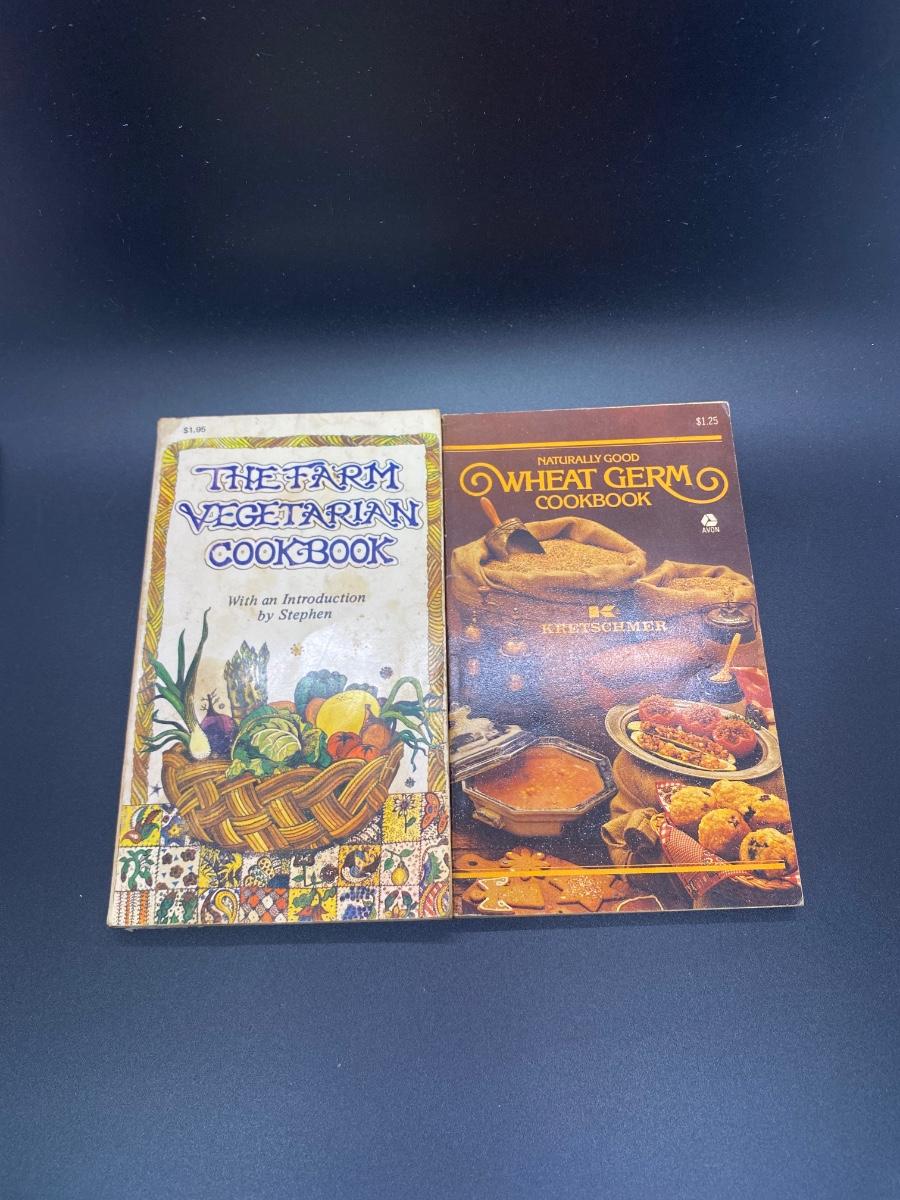 $1.95
THE FARM
VEGETARIAN
COOKBOOK
With an Introduction
by Stephen
$1.25
NATURALLY GOOD
WHEAT GERM
COOKBOOK
AVON
K
KRETSCHMER